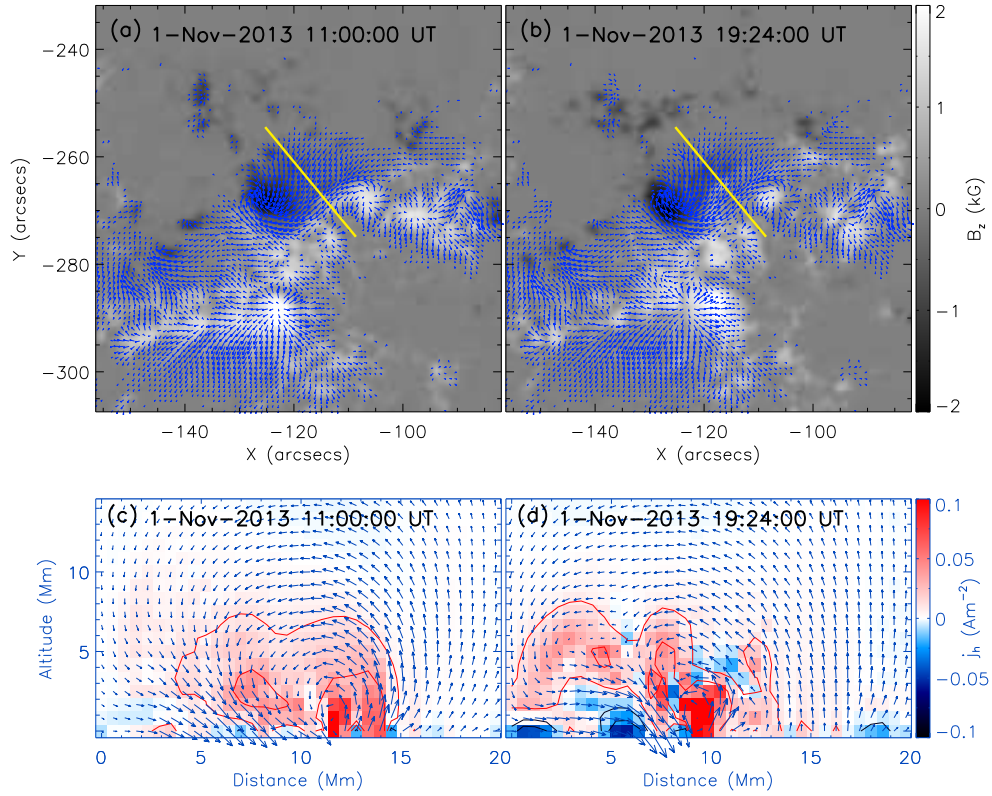 (a) 1-Nov-2013 11:00:00 UT
(b) 1-Nov-2013 19:24:00 UT
-240
-260
-280
-300
Y (arcsecs)
-140
-120
-100
X (arcsecs)
-140
-120
-100
X (arcsecs)
2
1
0
-1
-2
B_z (kG)
(c) 1-Nov-2013 11:00:00 UT
(d) 1-Nov-2013 19:24:00 UT
10
5
Altitude (Mm)
0
5
10
15
20
Distance (Mm)
5
10
15
20
Distance (Mm)
0.1
0.05
0
-0.05
-0.1
j_h (Am^-2)